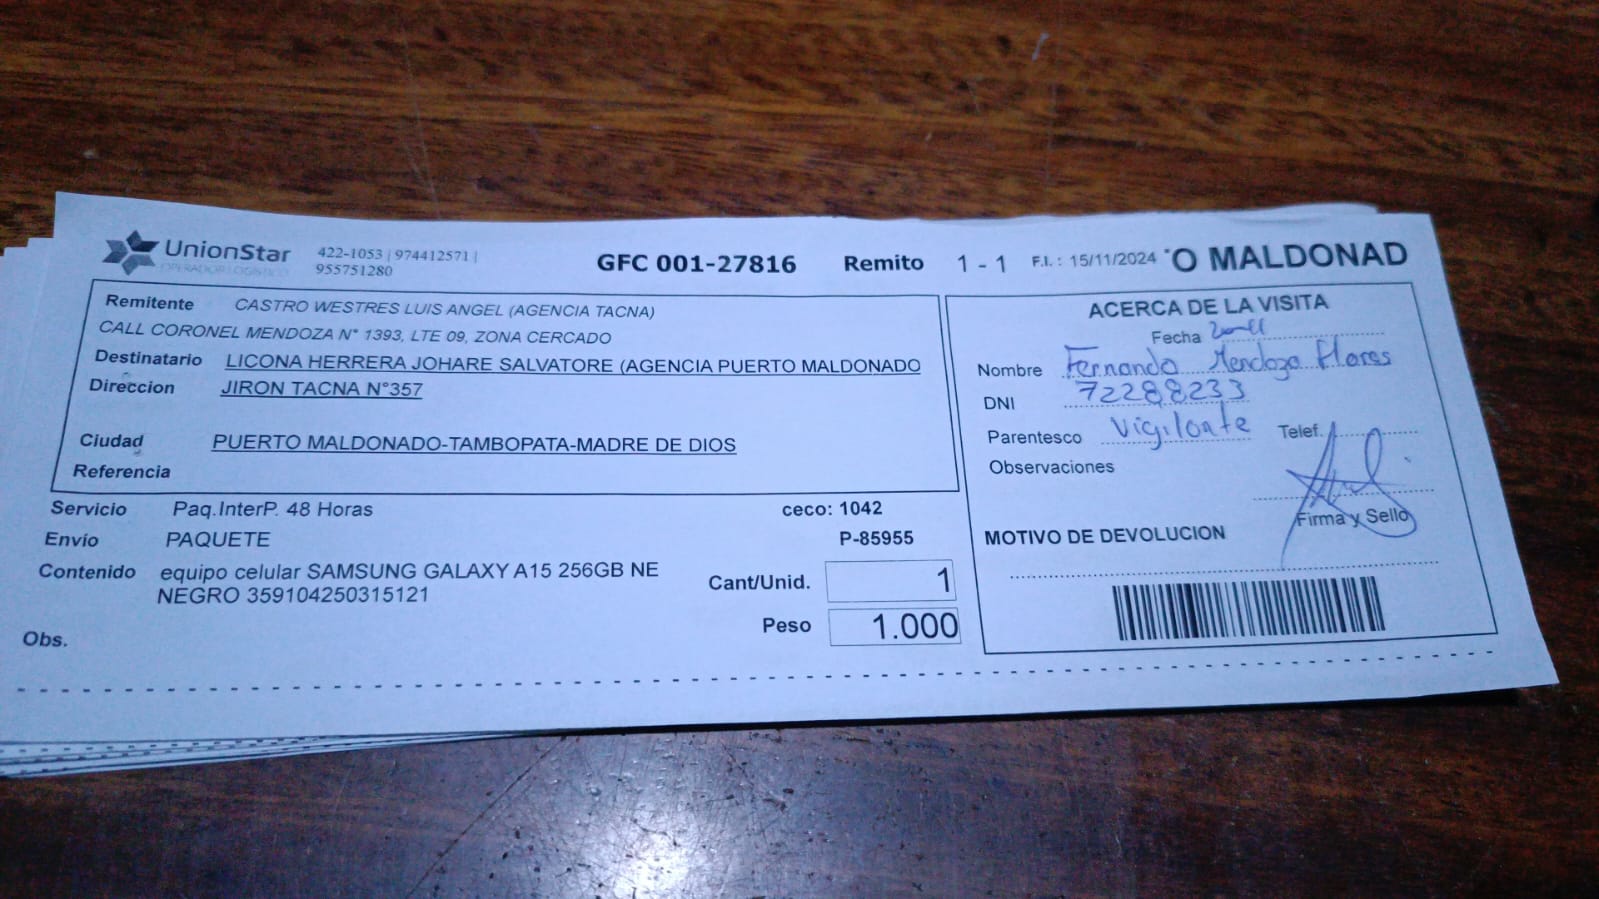 UnionStar
OPERADOR LOGISTICO
422-1053 | 974412571 |
955751280
GFC 001-27816 Remito 1 - 1 F.I. : 15/11/2024 O MALDONAD
Remitente CASTRO WESTRES LUIS ANGEL (AGENCIA TACNA)
CALL CORONEL MENDOZA N° 1393, LTE 09, ZONA CERCADO
Destinatario LICONA HERRERA JOHARE SALVATORE (AGENCIA PUERTO MALDONADO
Direccion JIRON TACNA N°357
Ciudad PUERTO MALDONADO-TAMBOPATA-MADRE DE DIOS
Referencia
Servicio Paq.InterP. 48 Horas ceco: 1042
Envío PAQUETE P-85955
Contenido equipo celular SAMSUNG GALAXY A15 256GB NE
NEGRO 359104250315121
Cant/Unid. 1
Peso 1.000
Obs.
ACERCA DE LA VISITA
Fecha
Nombre Fernando Mendoza Flores
DNI 72288233
Parentesco Vigilante Telef.
Observaciones
Firma y Sello
MOTIVO DE DEVOLUCION